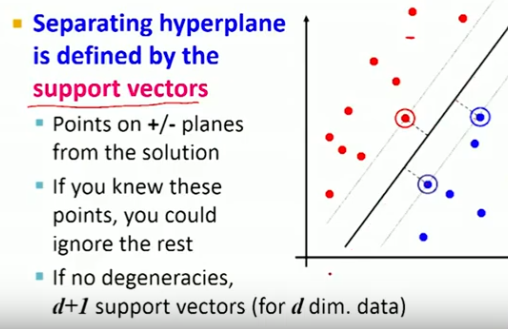 Separating hyperplane
is defined by the
support vectors
Points on +/- planes
from the solution
If you knew these
points, you could
ignore the rest
If no degeneracies,
d+1 support vectors (for d dim. data)